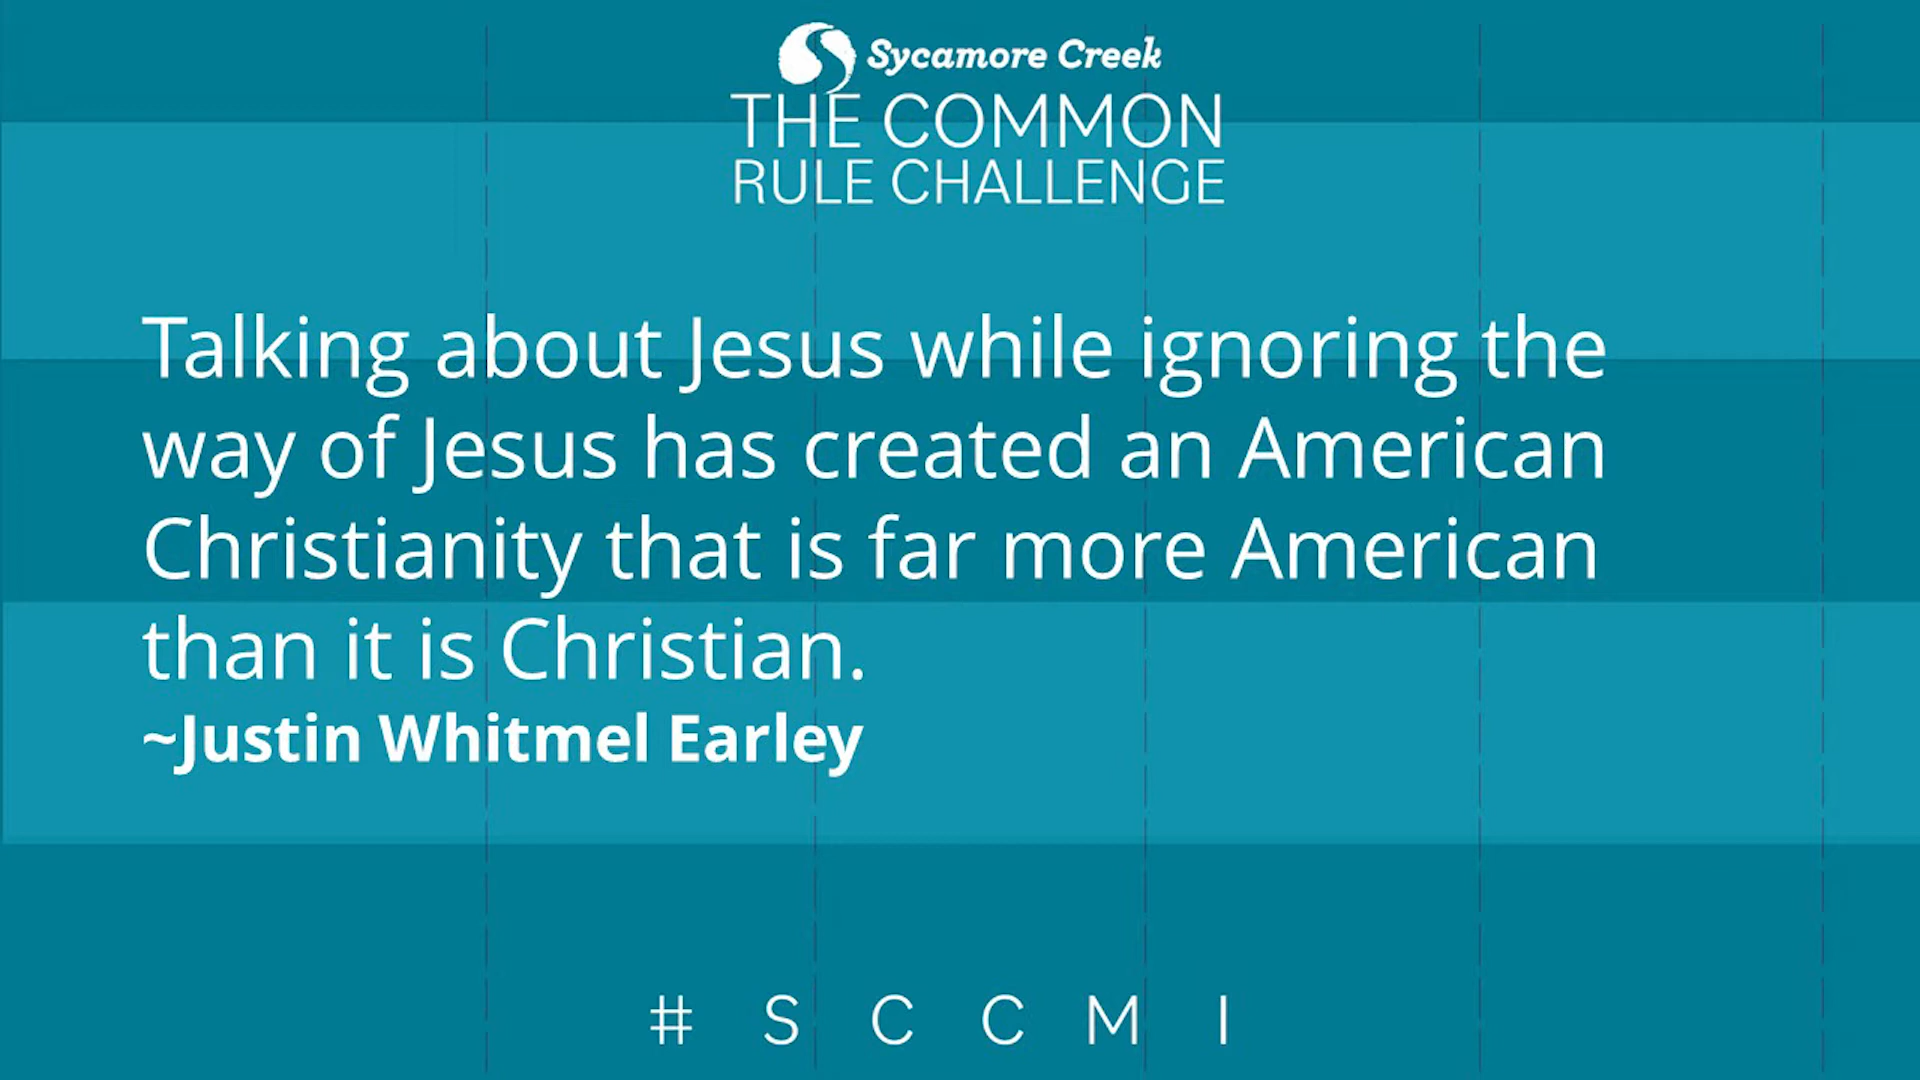 Sycamore Creek
THE COMMON
RULE CHALLENGE
Talking about Jesus while ignoring the
way of Jesus has created an American
Christianity that is far more American
than it is Christian.
~Justin Whitmel Earley
# S C C M I